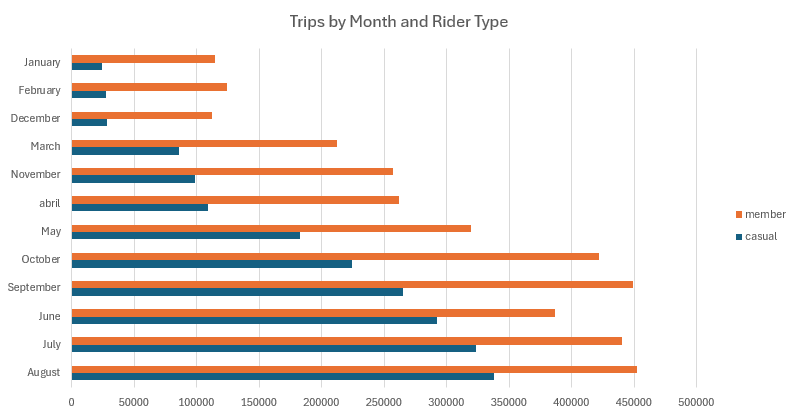 Trips by Month and Rider Type
January
February
December
March
November
abril
May
October
September
June
July
August
0 50000 100000 150000 200000 250000 300000 350000 400000 450000 500000
member
casual